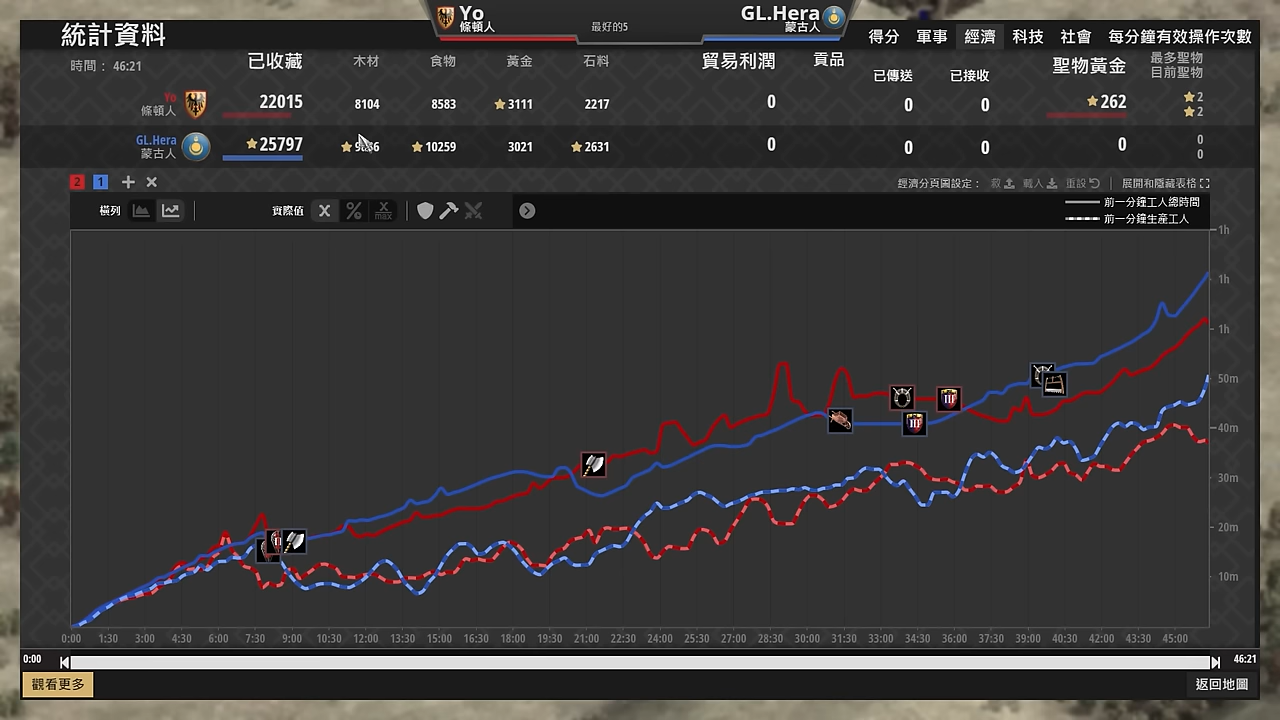 Yo
條頓人
最好的5
GL.Hera
蒙古人
統計資料
得分 軍事 經濟 科技 社會 每分鐘有效操作次數
時間： 46:21
已收藏 木材 食物 黃金 石料 貿易利潤 貢品 已傳送 已接收 聖物黃金 最多聖物
目前聖物
Yo
條頓人
22015 8104 8583 3111 2217 0 0 0 262 2
2
GL.Hera
蒙古人
25797 10259 3021 2631 0 0 0 0 0
0
2 1
經濟分頁圖設定： 載入 重設 展開和隱藏表格
橫列 實際值 X % X
max
前一分鐘工人總時間
前一分鐘生產工人
1h
1h
1h
50m
40m
30m
20m
10m
0:00 1:30 3:00 4:30 6:00 7:30 9:00 10:30 12:00 13:30 15:00 16:30 18:00 19:30 21:00 22:30 24:00 25:30 27:00 28:30 30:00 31:30 33:00 34:30 36:00 37:30 39:00 40:30 42:00 43:30 45:00
0:00 46:21
觀看更多 返回地圖